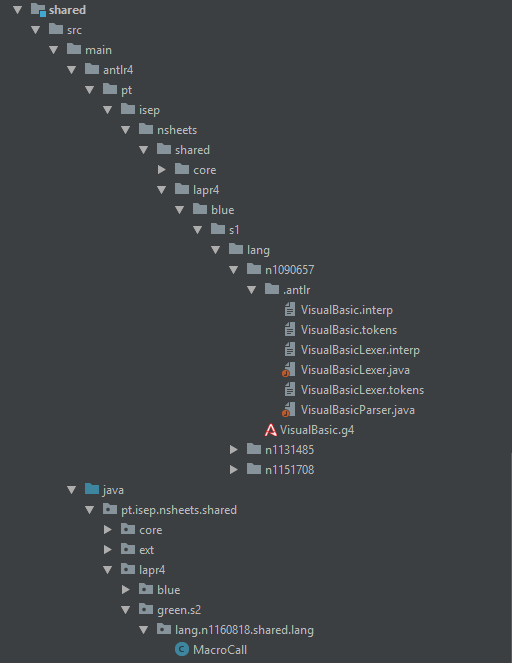 shared
src
main
antlr4
pt
isep
nsheets
shared
core
lapr4
blue
s1
lang
n1090657
.antlr
VisualBasic.interp
VisualBasic.tokens
VisualBasicLexer.interp
VisualBasicLexer.java
VisualBasicLexer.tokens
VisualBasicParser.java
VisualBasic.g4
n1131485
n1151708
java
pt.isep.nsheets.shared
core
ext
lapr4
blue
green.s2
lang.n1160818.shared.lang
MacroCall